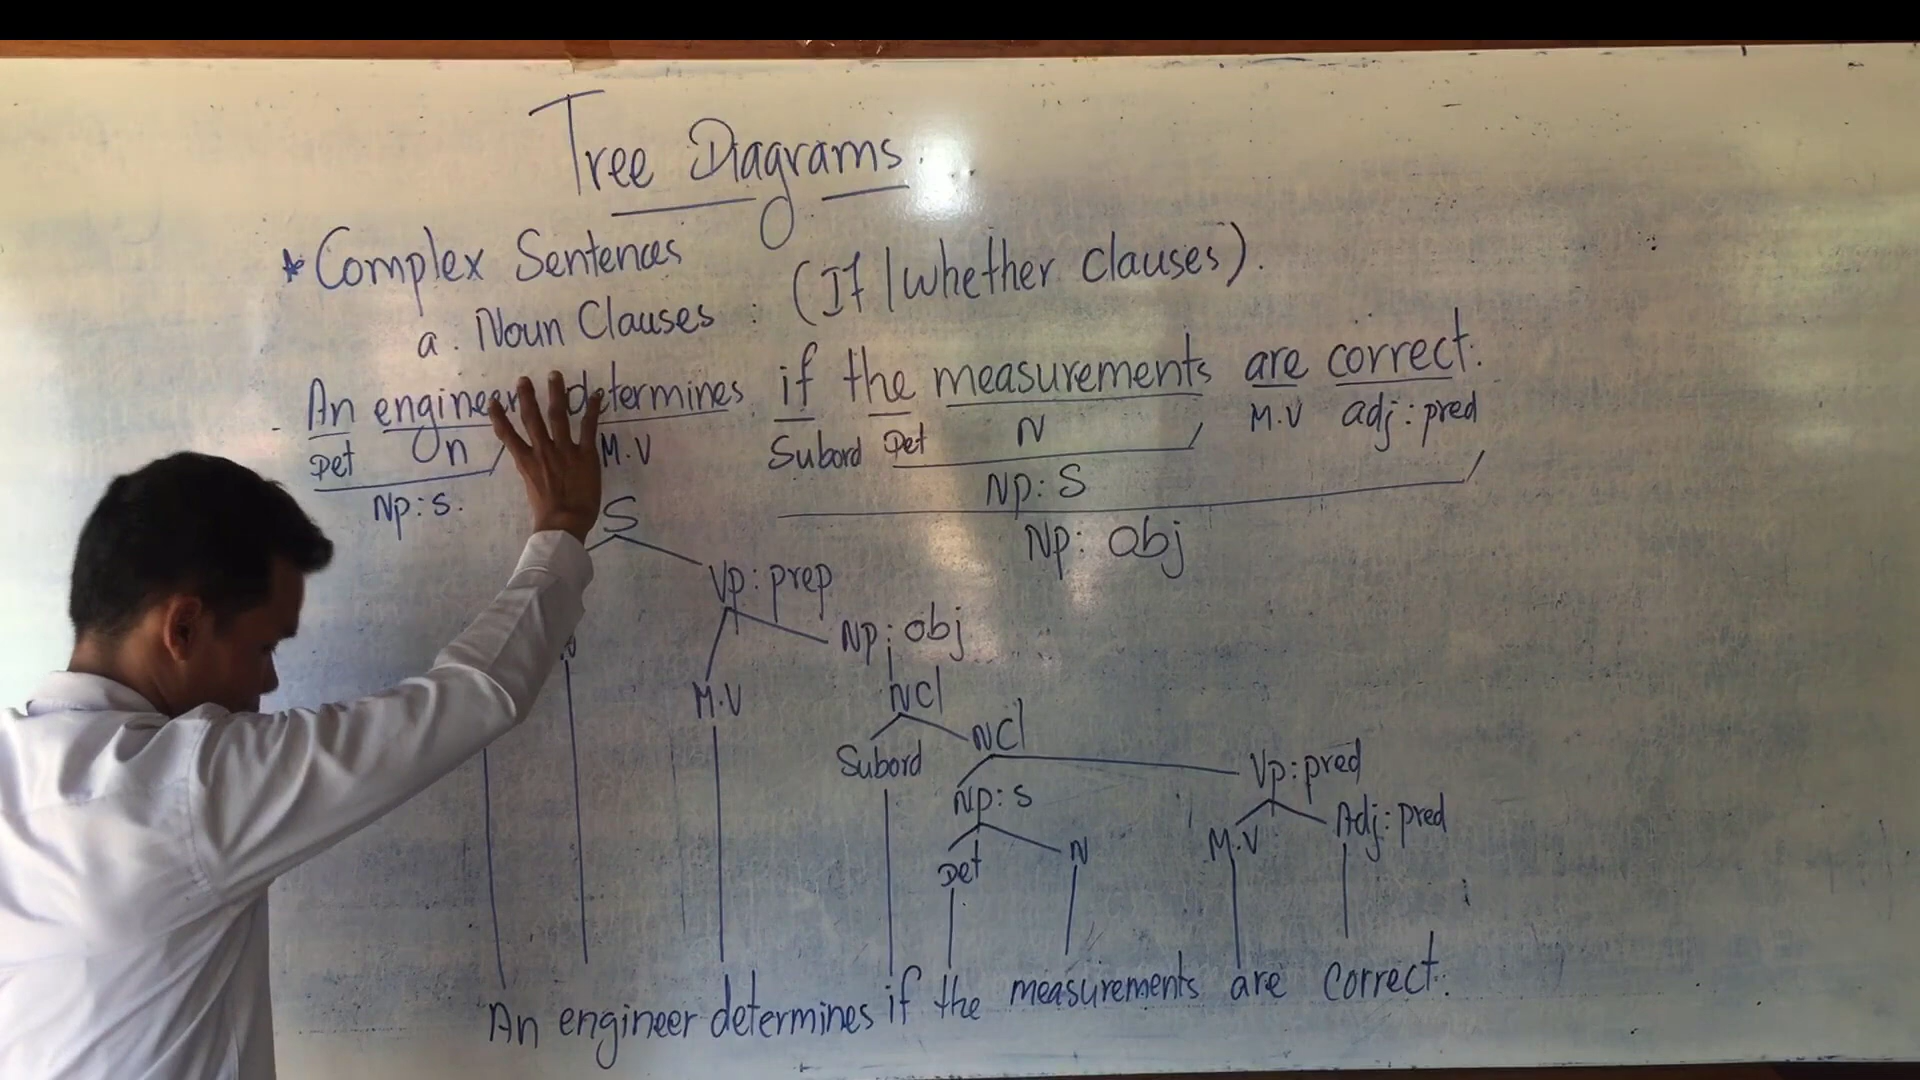 Tree Diagrams
* Complex Sentences
a. Noun Clauses : (If / whether clauses).
An engineer determines if the measurements are correct.
Det n M.V Subord Det N M.V adj : pred
Np : s. Np : S
Np : obj
S
Vp : prep
Np : obj
M.V NCl
Subord NCl
Np : s Vp : pred
Det N M.V Adj : pred
An engineer determines if the measurements are correct.